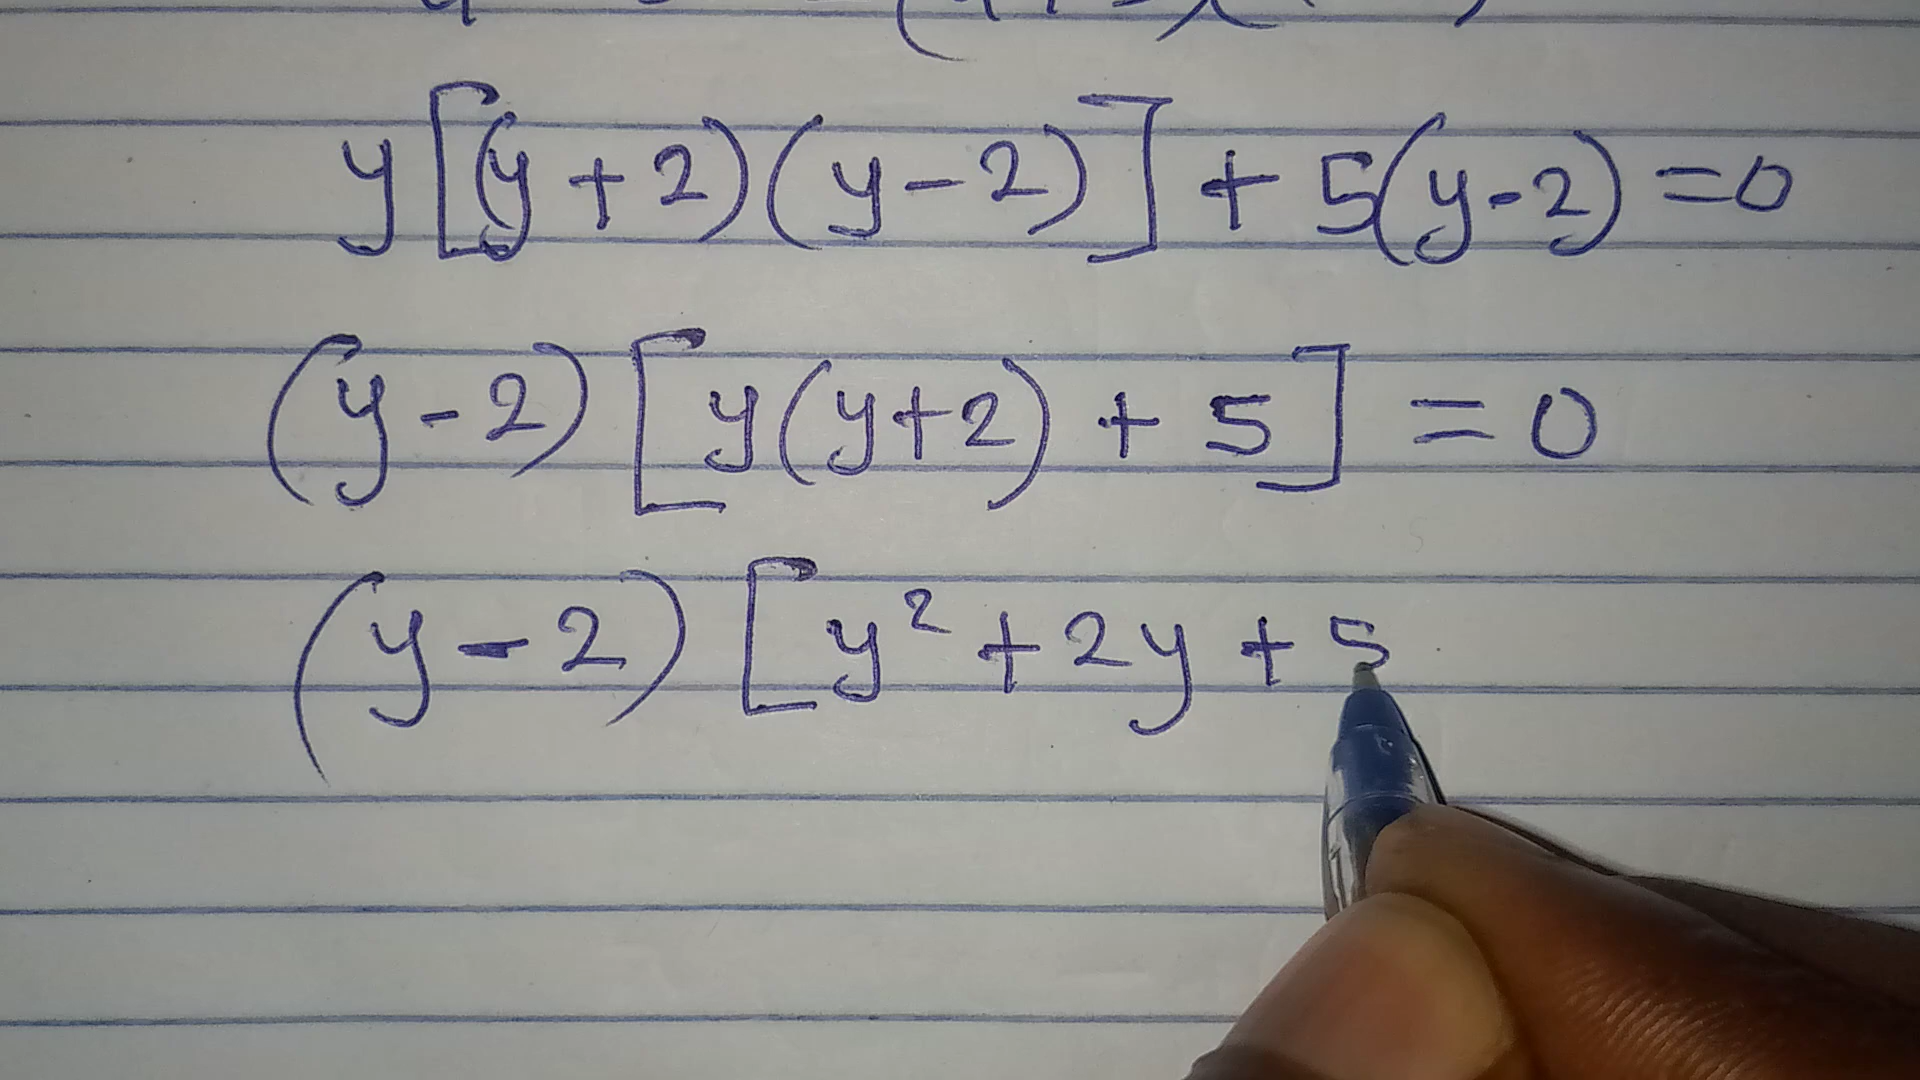 y[(y+2)(y-2)] + 5(y-2) = 0
(y-2) [y(y+2) + 5] = 0
(y-2) [y² + 2y + 5